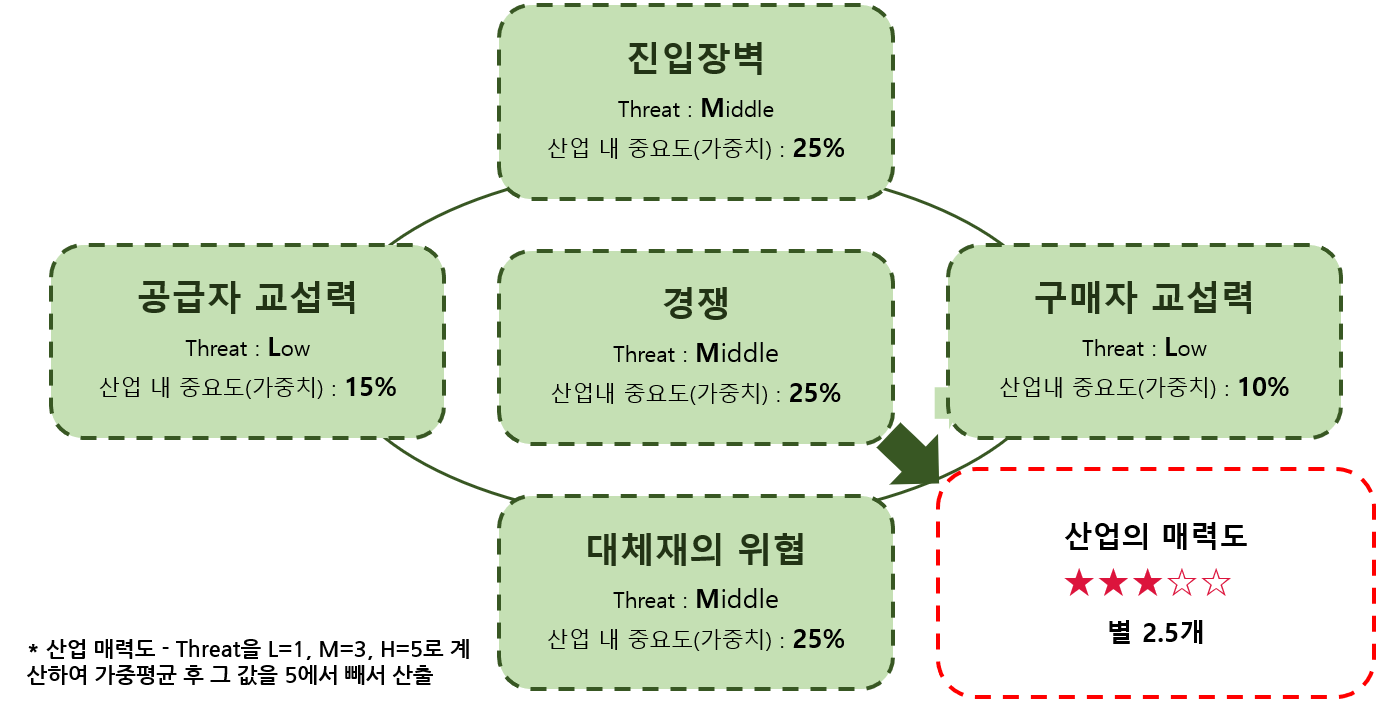 진입장벽
Threat : Middle
산업 내 중요도(가중치) : 25%
공급자 교섭력
Threat : Low
산업 내 중요도(가중치) : 15%
경쟁
Threat : Middle
산업내 중요도(가중치) : 25%
구매자 교섭력
Threat : Low
산업내 중요도(가중치) : 10%
대체재의 위협
Threat : Middle
산업 내 중요도(가중치) : 25%
산업의 매력도
★★★☆☆
별 2.5개
* 산업 매력도 - Threat을 L=1, M=3, H=5로 계
산하여 가중평균 후 그 값을 5에서 빼서 산출